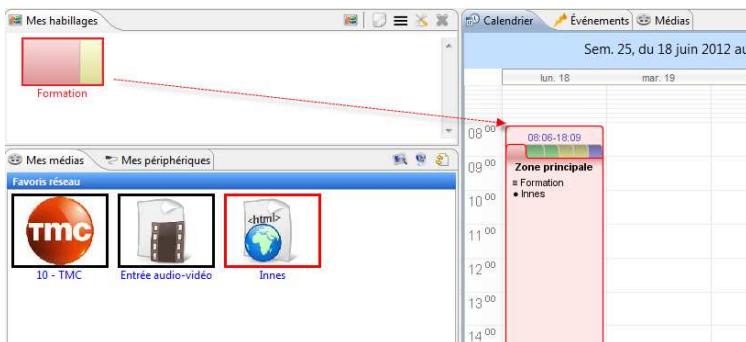 Mes habillages
Formation
Mes médias
Mes périphériques
Favoris réseau
TMC
<html>
10 - TMC
Entrée audio-vidéo
Innes
Calendrier
Événements
Médias
Sem. 25, du 18 juin 2012 au
lun. 18
mar. 19
08 00
08:06-18:09
09 00
Zone principale
Formation
Innes
10 00
11 00
12 00
13 00
14 00